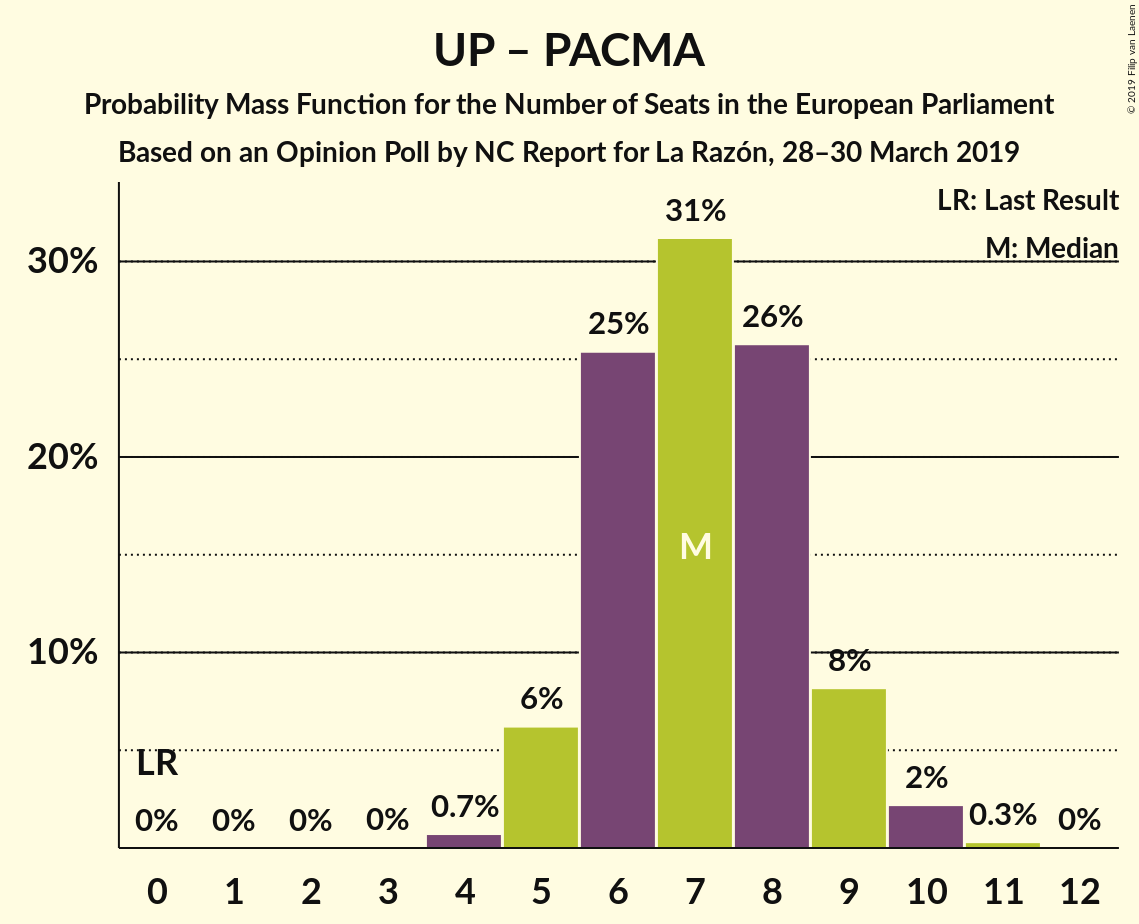 UP – PACMA
Probability Mass Function for the Number of Seats in the European Parliament
Based on an Opinion Poll by NC Report for La Razón, 28–30 March 2019
© 2019 Filip van Laenen
LR: Last Result
M: Median
30%
20%
10%
31%
25%
26%
M
8%
6%
LR
2%
0%
0%
0%
0%
0.7%
0.3%
0%
0 1 2 3 4 5 6 7 8 9 10 11 12